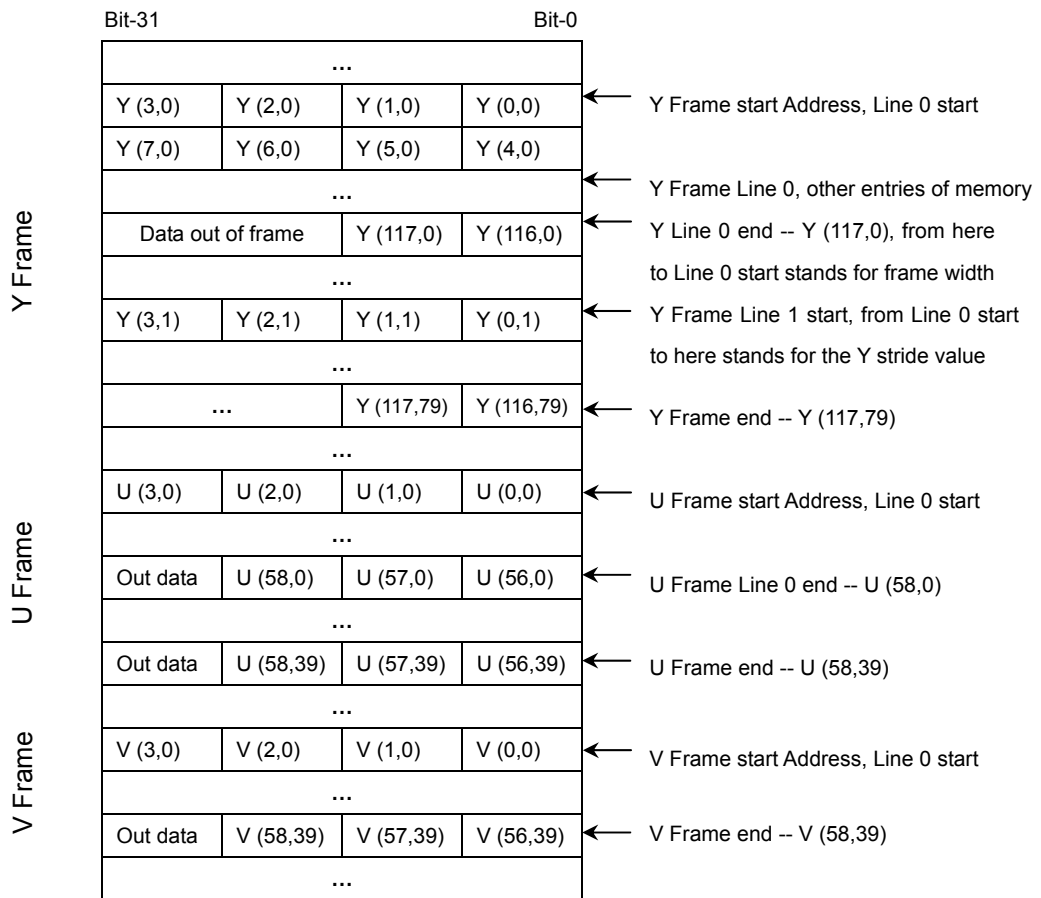 Bit-31 Bit-0
...
Y (3,0) Y (2,0) Y (1,0) Y (0,0) Y Frame start Address, Line 0 start
Y (7,0) Y (6,0) Y (5,0) Y (4,0)
... Y Frame Line 0, other entries of memory
Data out of frame Y (117,0) Y (116,0) Y Line 0 end -- Y (117,0), from here
... to Line 0 start stands for frame width
Y (3,1) Y (2,1) Y (1,1) Y (0,1) Y Frame Line 1 start, from Line 0 start
... to here stands for the Y stride value
... Y (117,79) Y (116,79) Y Frame end -- Y (117,79)
...
Y Frame
U (3,0) U (2,0) U (1,0) U (0,0) U Frame start Address, Line 0 start
...
Out data U (58,0) U (57,0) U (56,0) U Frame Line 0 end -- U (58,0)
...
Out data U (58,39) U (57,39) U (56,39) U Frame end -- U (58,39)
...
U Frame
V (3,0) V (2,0) V (1,0) V (0,0) V Frame start Address, Line 0 start
...
Out data V (58,39) V (57,39) V (56,39) V Frame end -- V (58,39)
...
V Frame